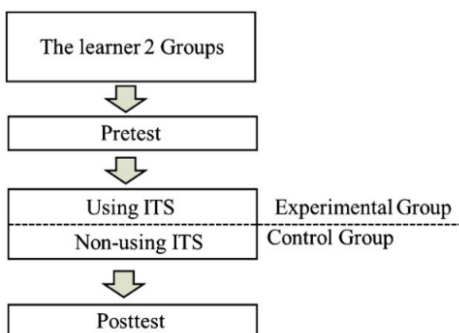 The learner 2 Groups
Pretest
Using ITS
Experimental Group
Non-using ITS
Control Group
Posttest